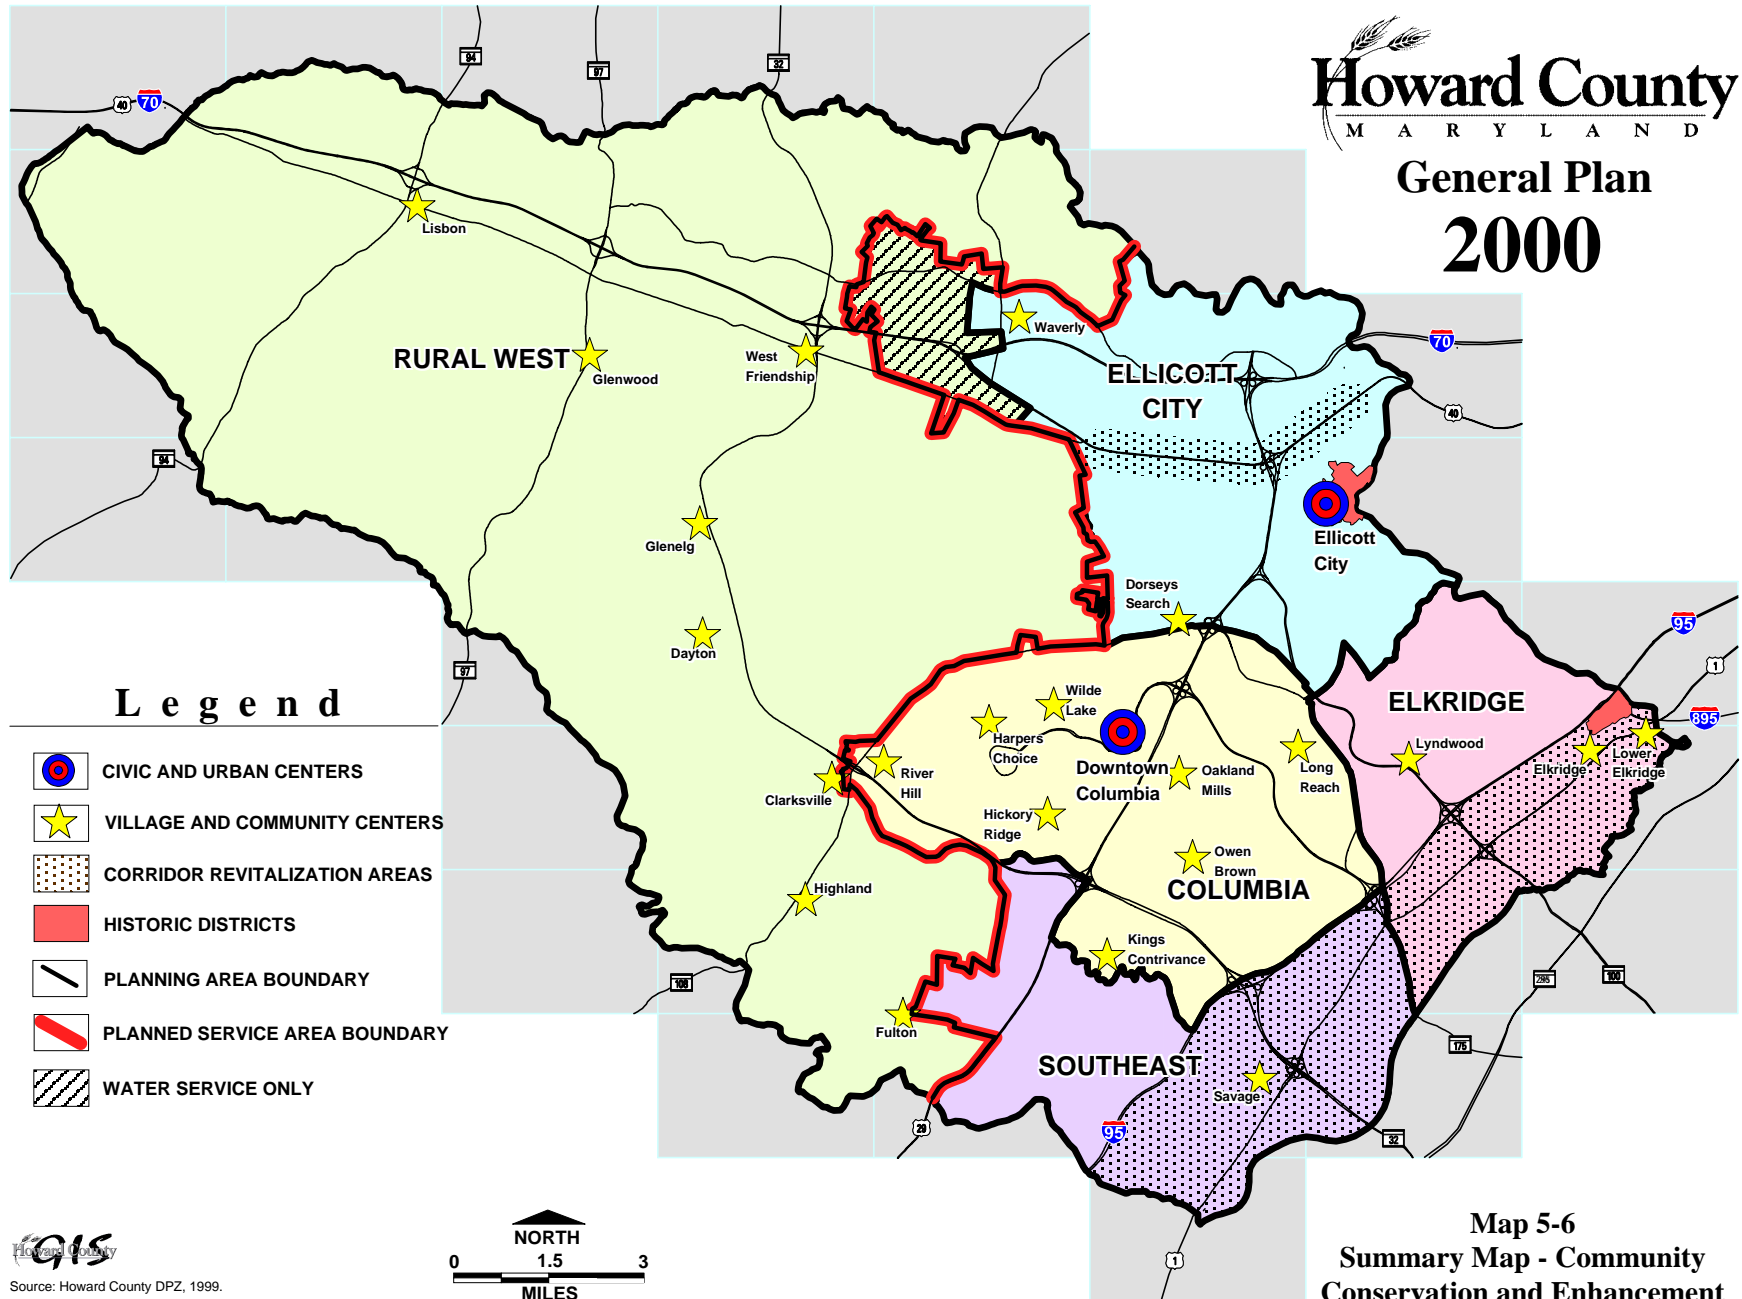 Howard County
MARYLAND
General Plan
2000
94
97
32
40
70
Lisbon
RURAL WEST
Glenwood
West
Friendship
Waverly
ELLICOTT
CITY
70
40
94
Glenelg
Ellicott
City
Dorseys
Search
Dayton
97
95
1
895
Wilde
Lake
Harpers
Choice
River
Hill
Clarksville
Downtown
Columbia
Oakland
Mills
Long
Reach
Hickory
Ridge
Owen
Brown
COLUMBIA
ELKRIDGE
Lyndwood
Elkridge
Lower
Elkridge
Highland
Kings
Contrivance
108
Fulton
295
100
175
SOUTHEAST
Savage
29
95
32
1
Legend
CIVIC AND URBAN CENTERS
VILLAGE AND COMMUNITY CENTERS
CORRIDOR REVITALIZATION AREAS
HISTORIC DISTRICTS
PLANNING AREA BOUNDARY
PLANNED SERVICE AREA BOUNDARY
WATER SERVICE ONLY
Howard County
GIS
Source: Howard County DPZ, 1999.
NORTH
0 1.5 3
MILES
Map 5-6
Summary Map - Community
Conservation and Enhancement